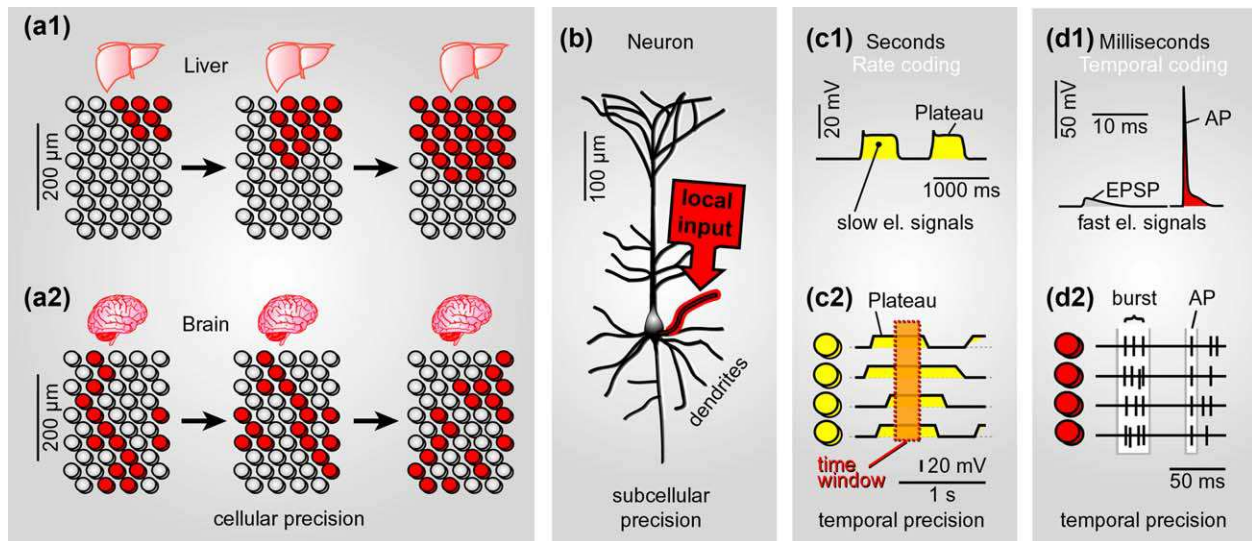 (a1)
Liver
200 μm
(a2)
Brain
200 μm
cellular precision
(b)
Neuron
100 μm
local
input
dendrites
subcellular
precision
(c1)
Seconds
Rate coding
20 mV
Plateau
1000 ms
slow el. signals
(c2)
Plateau
time
window
20 mV
1 s
temporal precision
(d1)
Milliseconds
Temporal coding
50 mV
10 ms
AP
EPSP
fast el. signals
(d2)
burst
AP
50 ms
temporal precision